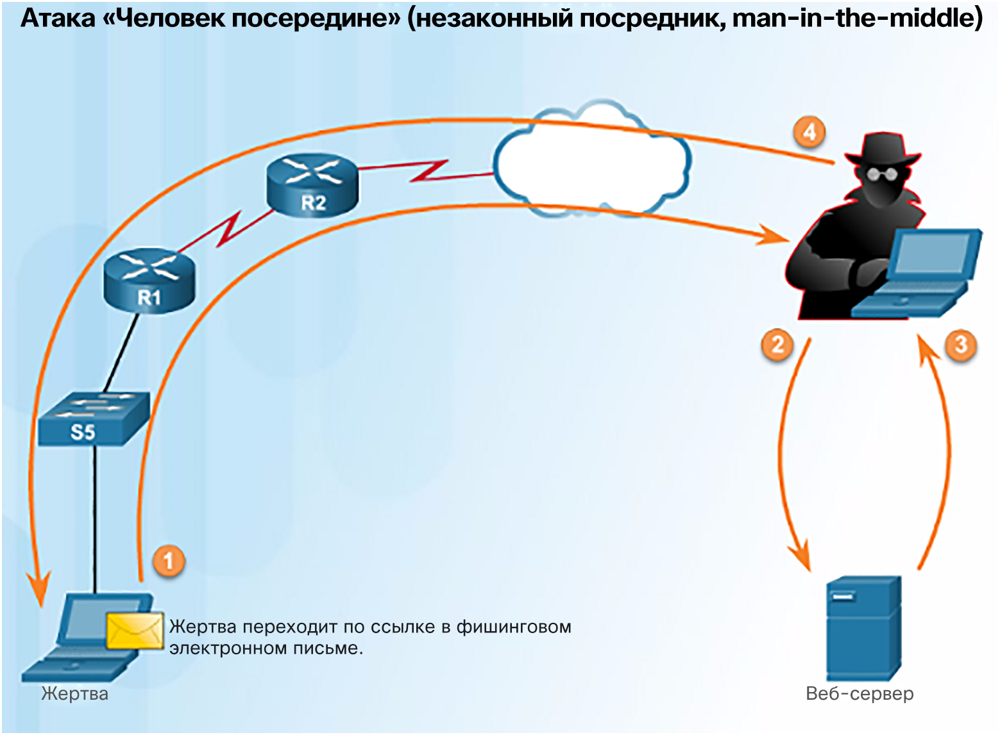 Атака «Человек посередине» (незаконный посредник, man-in-the-middle)
4
R2
R1
2
3
S5
1
Жертва переходит по ссылке в фишинговом
электронном письме.
Жертва
Веб-сервер